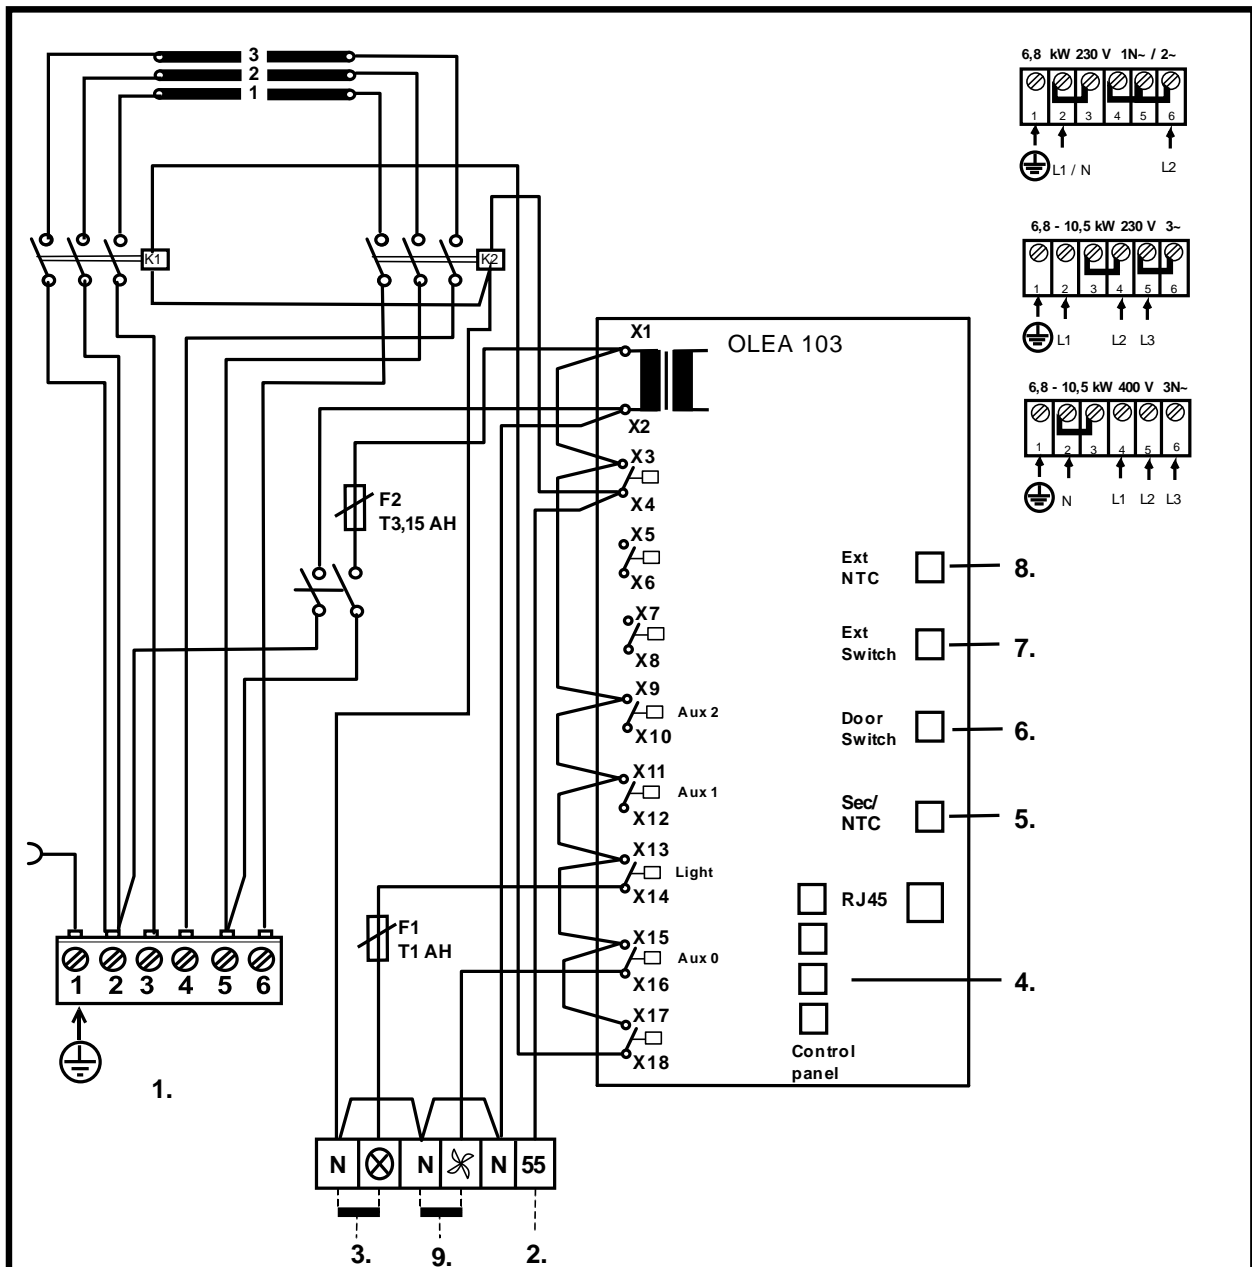 3
2
1
K1
K2
F2
T3,15 AH
F1
T1 AH
1 2 3 4 5 6
1.
N N N 55
3. 9. 2.
OLEA 103
X1
X2
X3
X4
X5
X6
X7
X8
X9
Aux 2
X10
X11
Aux 1
X12
X13
Light
X14
X15
Aux 0
X16
X17
X18
Ext
NTC
8.
Ext
Switch
7.
Door
Switch
6.
Sec/
NTC
5.
RJ45
4.
Control
panel
6,8 kW 230 V 1N~ / 2~
1 2 3 4 5 6
L1 / N L2
6,8 - 10,5 kW 230 V 3~
1 2 3 4 5 6
L1 L2 L3
6,8 - 10,5 kW 400 V 3N~
1 2 3 4 5 6
N L1 L2 L3